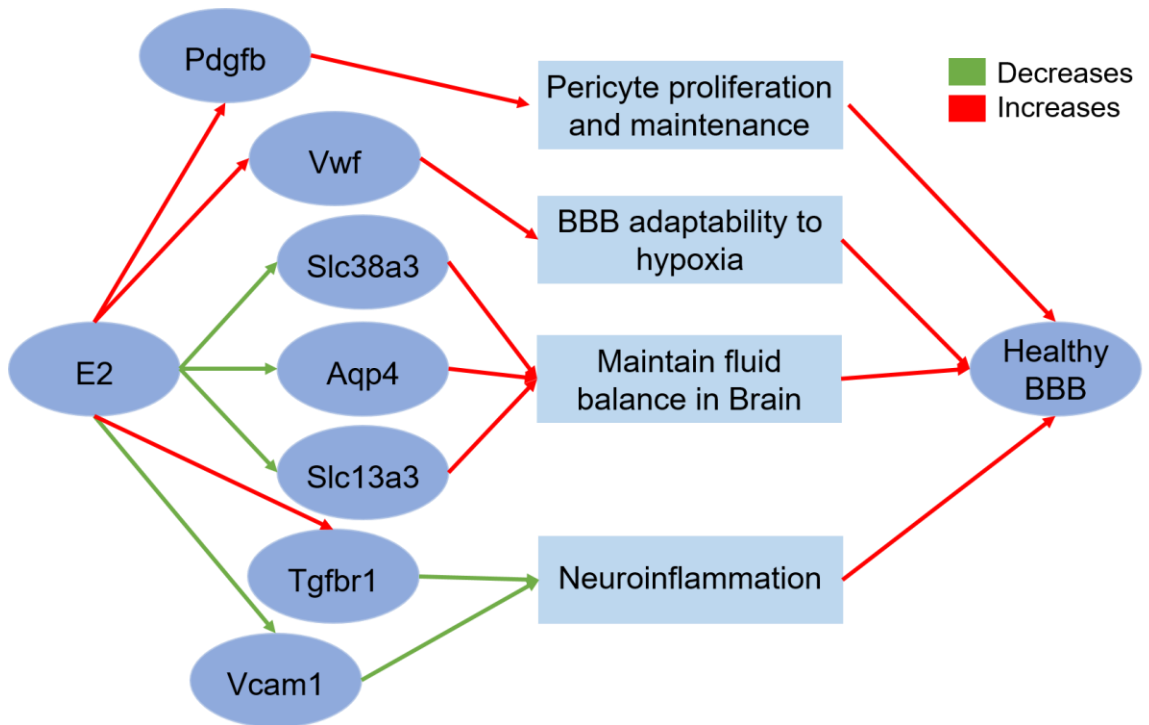 Pdgfb
Pericyte proliferation
and maintenance
Decreases
Increases
Vwf
BBB adaptability to
hypoxia
Slc38a3
E2
Aqp4
Maintain fluid
balance in Brain
Healthy
BBB
Slc13a3
Tgfbr1
Neuroinflammation
Vcam1